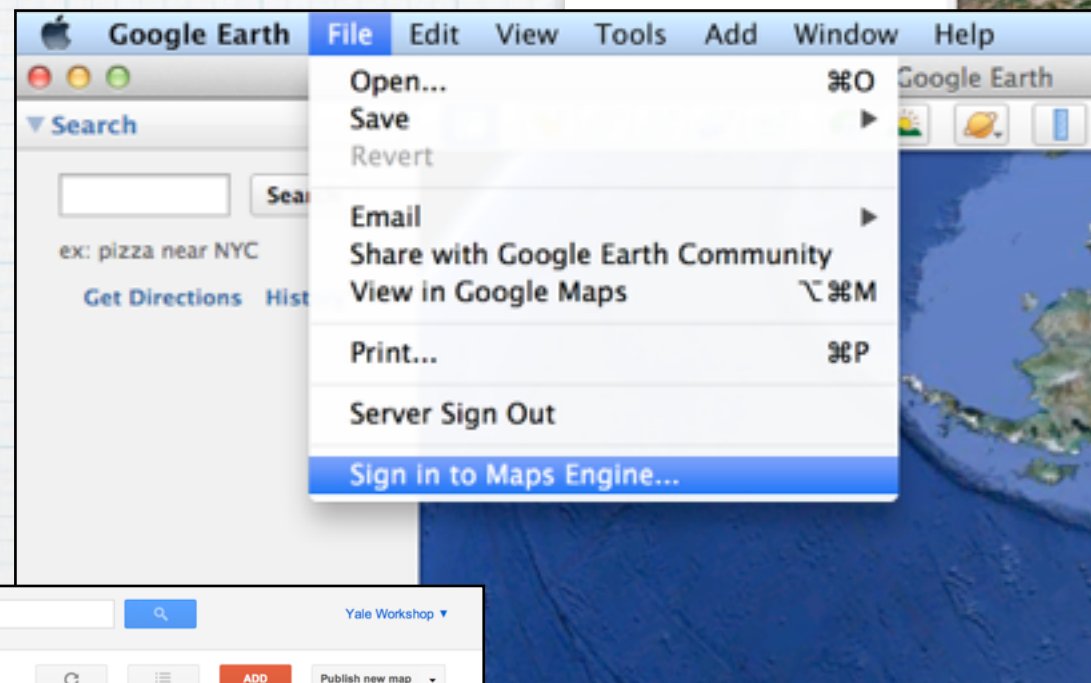 Google Earth File Edit View Tools Add Window Help
Google Earth
Search
Open... ⌘O
Save
Revert
Email
Share with Google Earth Community
View in Google Maps ⌥⌘M
Print... ⌘P
Server Sign Out
Sign in to Maps Engine...
ex: pizza near NYC
Get Directions
Yale Workshop
ADD Publish new map